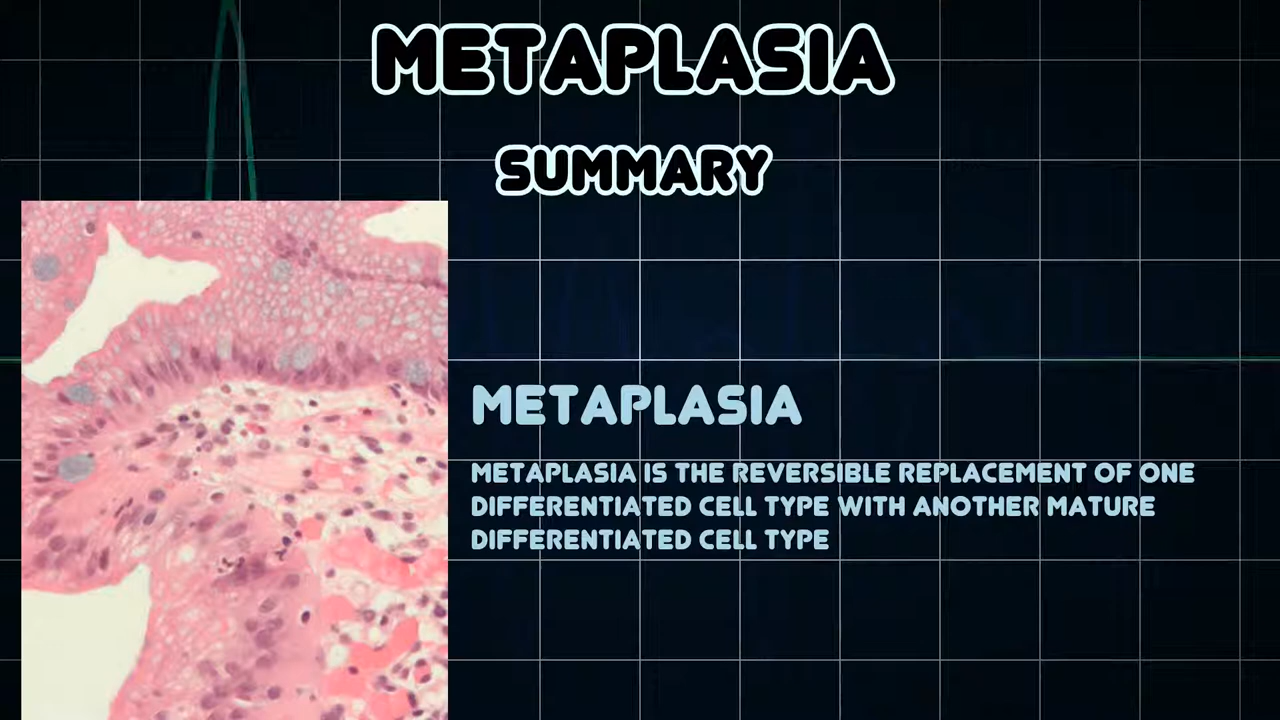 METAPLASIA
SUMMARY
METAPLASIA
METAPLASIA IS THE REVERSIBLE REPLACEMENT OF ONE
DIFFERENTIATED CELL TYPE WITH ANOTHER MATURE
DIFFERENTIATED CELL TYPE